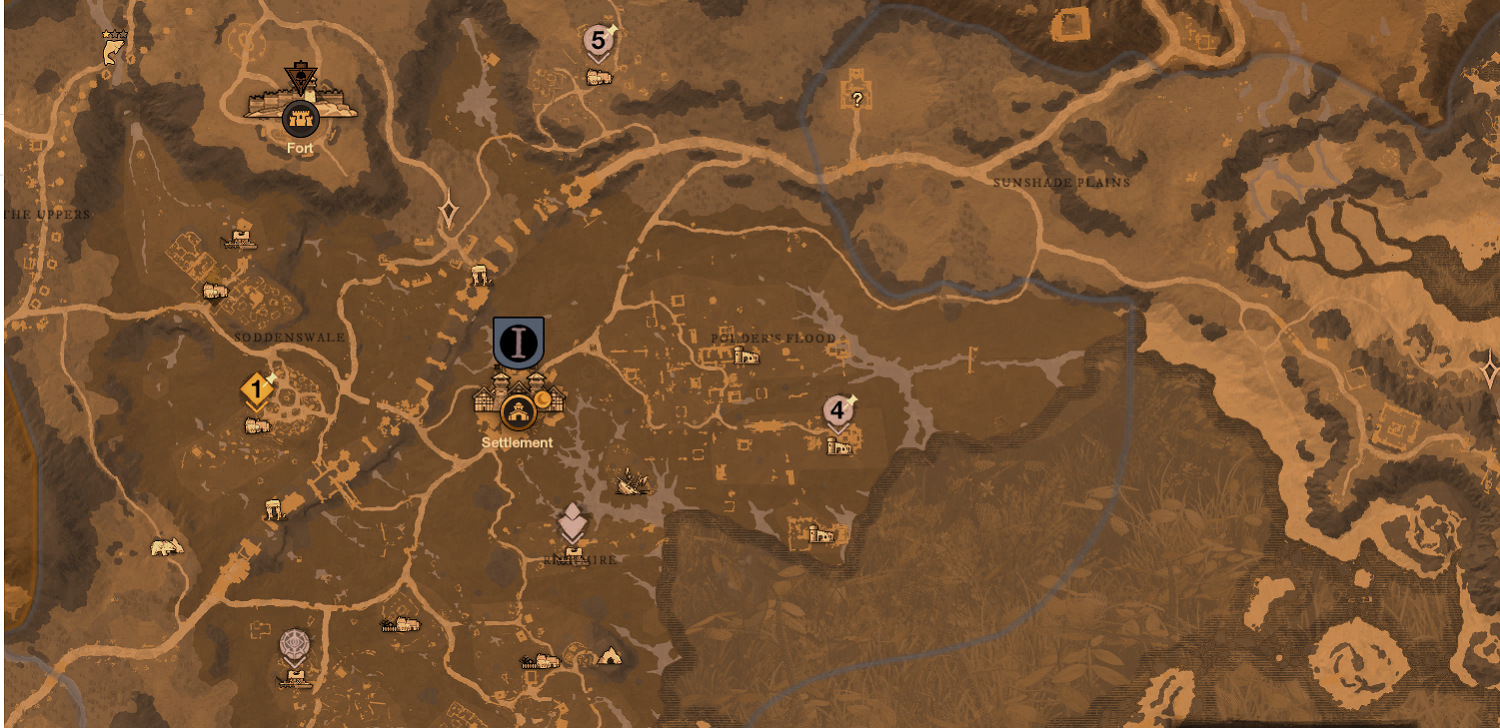 5
?
Fort
SUNSHADE PLAINS
THE UPPERS
SODDENSWALE
I
POLDER'S FLOOD
1
4
Settlement